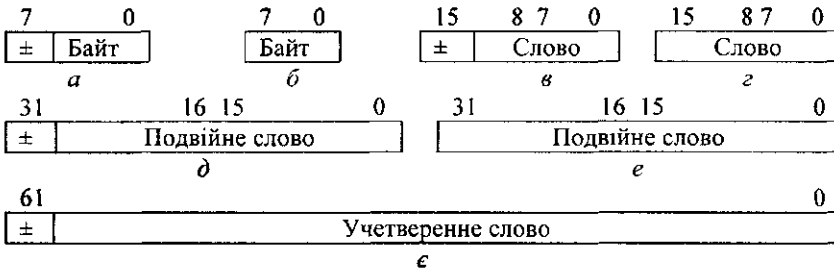 7 0 7 0 15 8 7 0 15 8 7 0
± Байт Байт ± Слово Слово
а б в г
31 16 15 0 31 16 15 0
± Подвійне слово Подвійне слово
д е
61 0
± Учетверенне слово
є